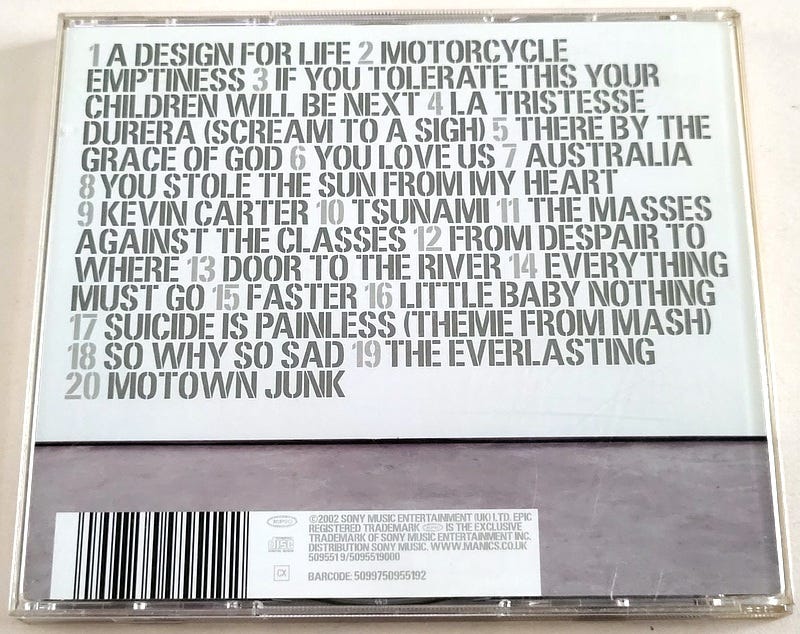 1 A DESIGN FOR LIFE 2 MOTORCYCLE
EMPTINESS 3 IF YOU TOLERATE THIS YOUR
CHILDREN WILL BE NEXT 4 LA TRISTESSE
DURERA (SCREAM TO A SIGH) 5 THERE BY THE
GRACE OF GOD 6 YOU LOVE US 7 AUSTRALIA
8 YOU STOLE THE SUN FROM MY HEART
9 KEVIN CARTER 10 TSUNAMI 11 THE MASSES
AGAINST THE CLASSES 12 FROM DESPAIR TO
WHERE 13 DOOR TO THE RIVER 14 EVERYTHING
MUST GO 15 FASTER 16 LITTLE BABY NOTHING
17 SUICIDE IS PAINLESS (THEME FROM MASH)
18 SO WHY SO SAD 19 THE EVERLASTING
20 MOTOWN JUNK
©2002 SONY MUSIC ENTERTAINMENT (UK) LTD. EPIC
REGISTERED TRADEMARK epic IS THE EXCLUSIVE
TRADEMARK OF SONY MUSIC ENTERTAINMENT INC.
DISTRIBUTION SONY MUSIC. WWW.MANICS.CO.UK
5095519/5095519000
BARCODE: 5099750955192
epic
disc
CX